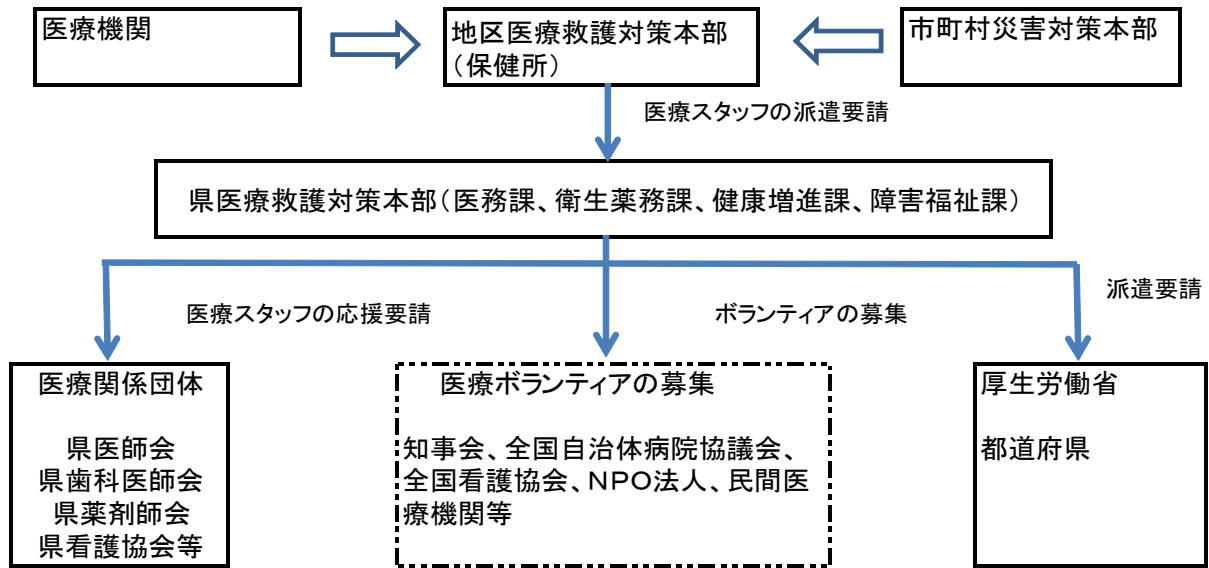 医療機関
地区医療救護対策本部
（保健所）
市町村災害対策本部
医療スタッフの派遣要請
県医療救護対策本部（医務課、衛生薬務課、健康増進課、障害福祉課）
医療スタッフの応援要請
ボランティアの募集
派遣要請
医療関係団体
県医師会
県歯科医師会
県薬剤師会
県看護協会等
医療ボランティアの募集
知事会、全国自治体病院協議会、
全国看護協会、NPO法人、民間医
療機関等
厚生労働省
都道府県